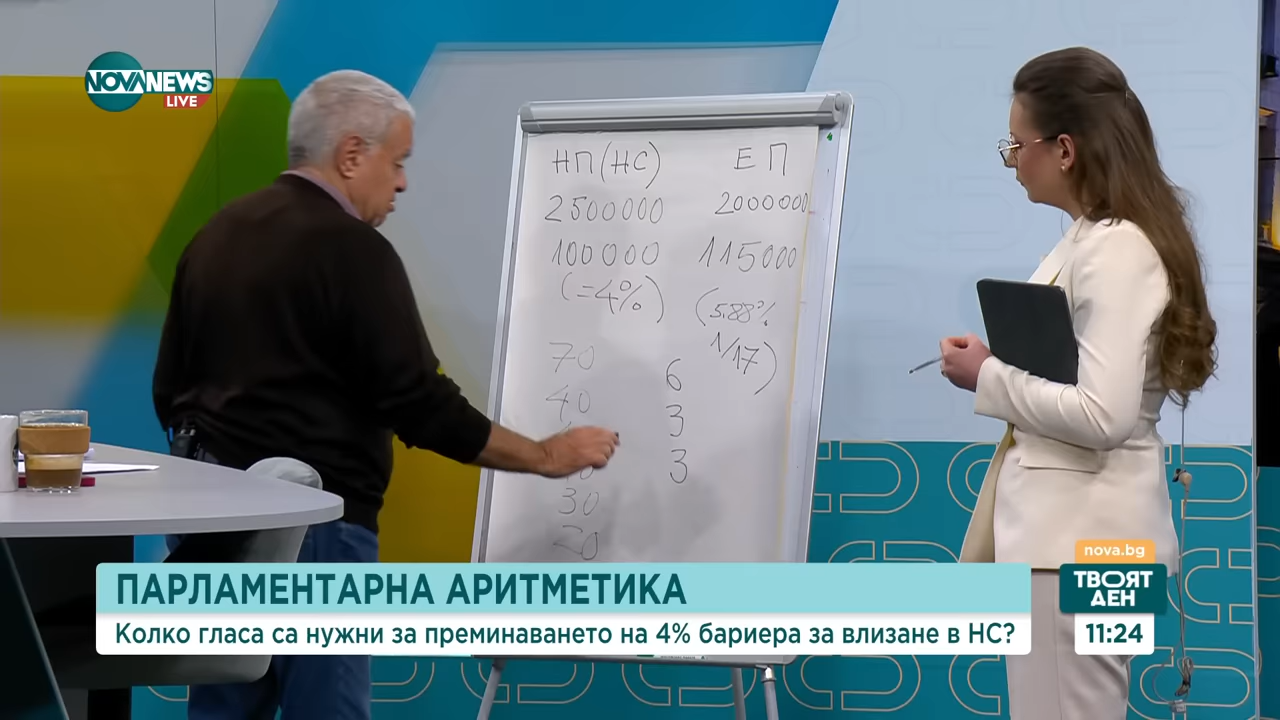 NOVANEWS
LIVE
НП(НС) ЕП
2500000 2000000
100000 115000
(=4%) (5.88%
1/17)
70 6
40 3
3
30
20
nova.bg
ТВОЯТ
ДЕН
11:24
ПАРЛАМЕНТАРНА АРИТМЕТИКА
Колко гласа са нужни за преминаването на 4% бариера за влизане в НС?